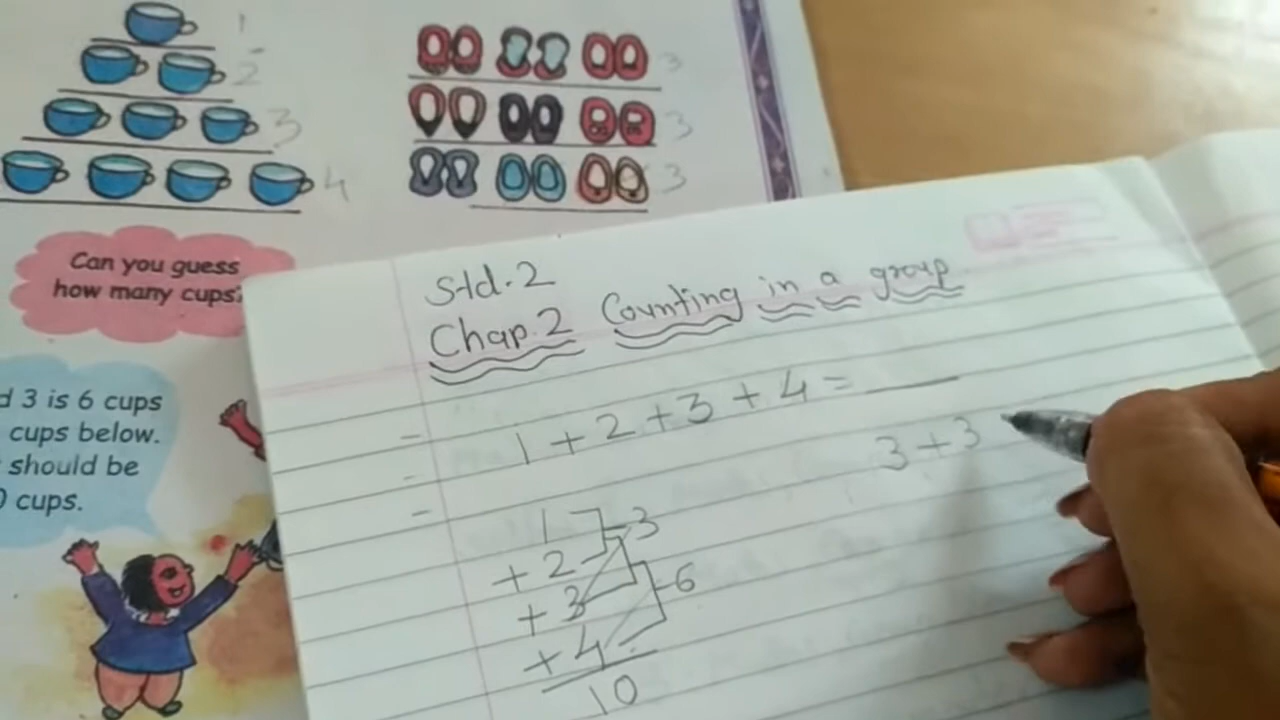 1
2
3
4
3
3
3
Can you guess
how many cups?
d 3 is 6 cups
cups below.
should be
0 cups.
Std.2
Chap.2 Counting in a group
1+2+3+4=____
3+3
1
+2
3
+3
+4
6
10